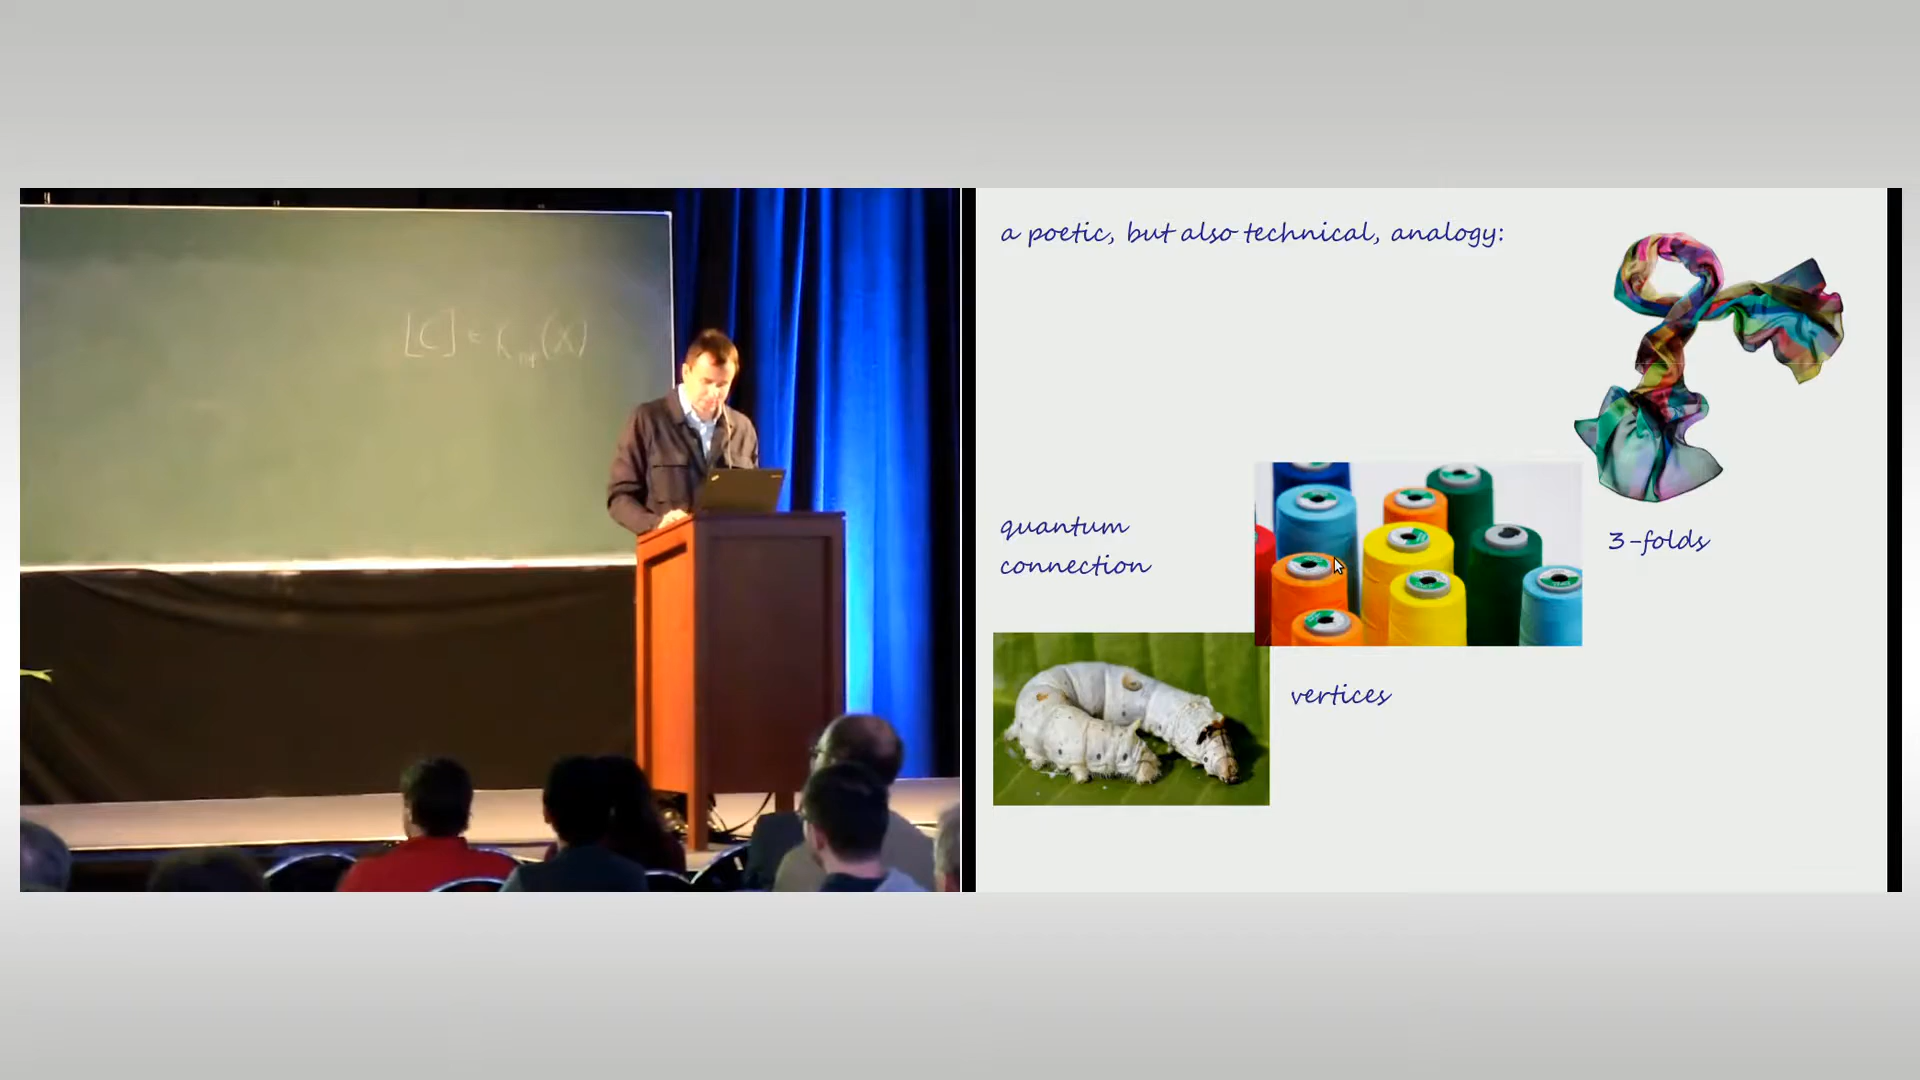 [C] ∈ K
(X)
a poetic, but also technical, analogy:
quantum
connection
3-folds
vertices